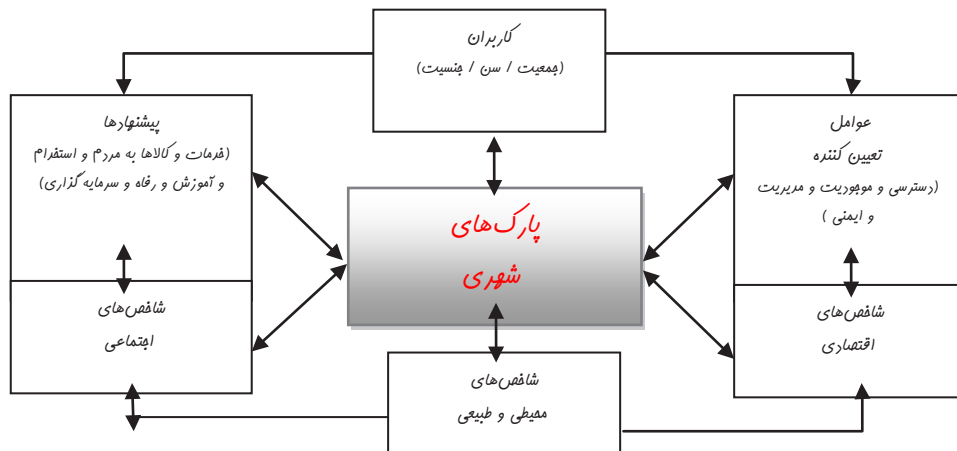 کاربران
(جمعیت / سن / جنسیت)
عوامل
تعیین کننده
(دسترسی و موجودیت و مدیریت
و ایمنی )
پیشنهادها
(خدمات و کالاها به مردم و استخدام
و آموزش و رفاه و سرمایه گذاری)
پارک‌های
شهری
شاخص‌های
اقتصادی
شاخص‌های
اجتماعی
شاخص‌های
محیطی و طبیعی